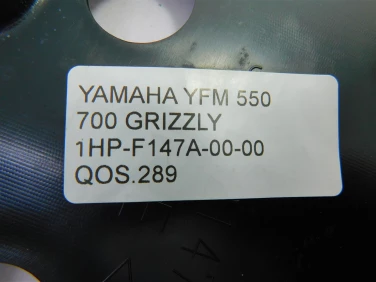 YAMAHA YFM 550
700 GRIZZLY
1HP-F147A-00-00
QOS.289